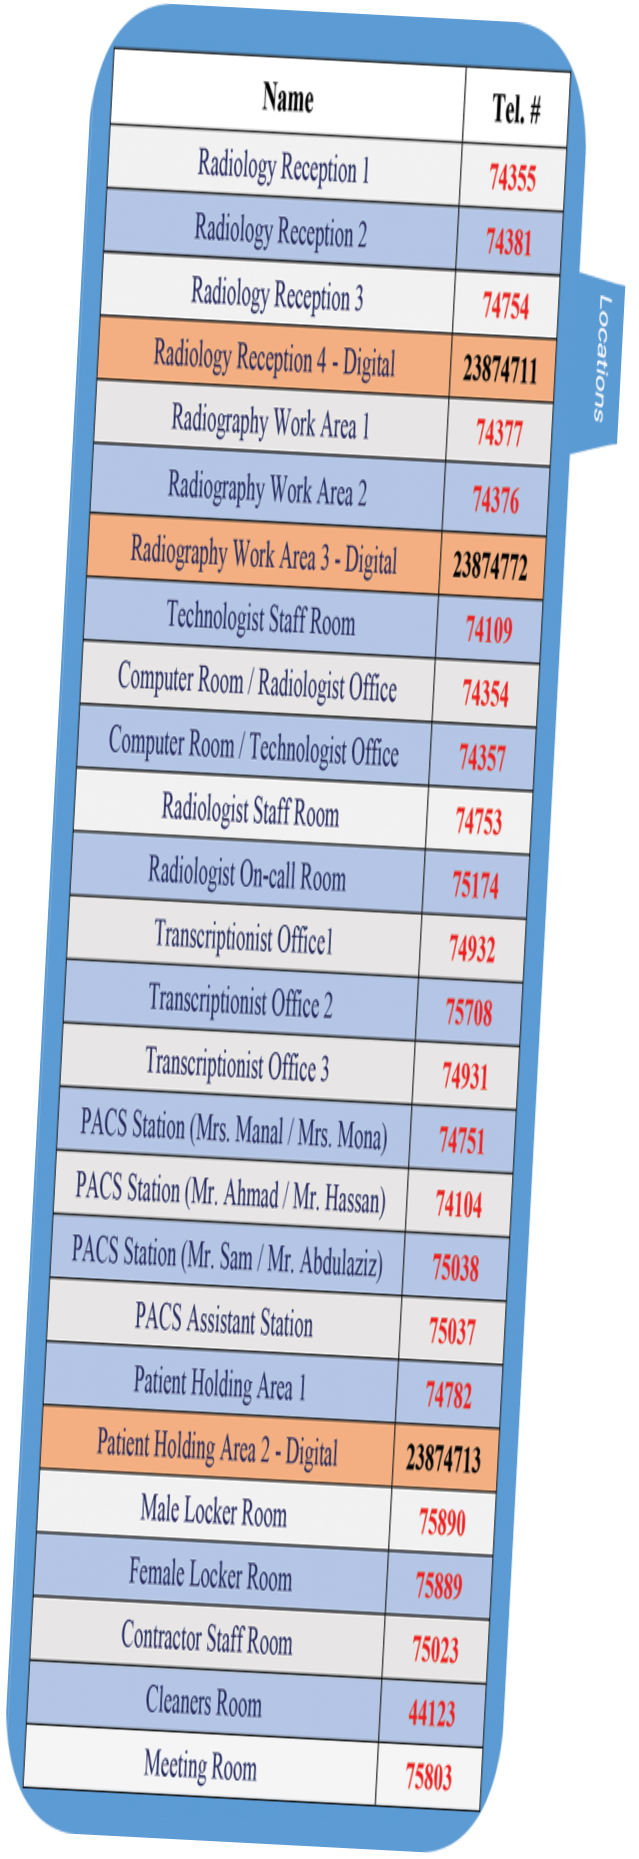 Name Tel. #
Radiology Reception 1 74355
Radiology Reception 2 74381
Radiology Reception 3 74754
Radiology Reception 4 - Digital 23874711
Radiography Work Area 1 74377
Radiography Work Area 2 74376
Radiography Work Area 3 - Digital 23874772
Technologist Staff Room 74109
Computer Room / Radiologist Office 74354
Computer Room / Technologist Office 74357
Radiologist Staff Room 74753
Radiologist On-call Room 75174
Transcriptionist Office1 74932
Transcriptionist Office 2 75708
Transcriptionist Office 3 74931
PACS Station (Mrs. Manal / Mrs. Mona) 74751
PACS Station (Mr. Ahmad / Mr. Hassan) 74104
PACS Station (Mr. Sam / Mr. Abdulaziz) 75038
PACS Assistant Station 75037
Patient Holding Area 1 74782
Patient Holding Area 2 - Digital 23874713
Male Locker Room 75890
Female Locker Room 75889
Contractor Staff Room 75023
Cleaners Room 44123
Meeting Room 75803
Locations